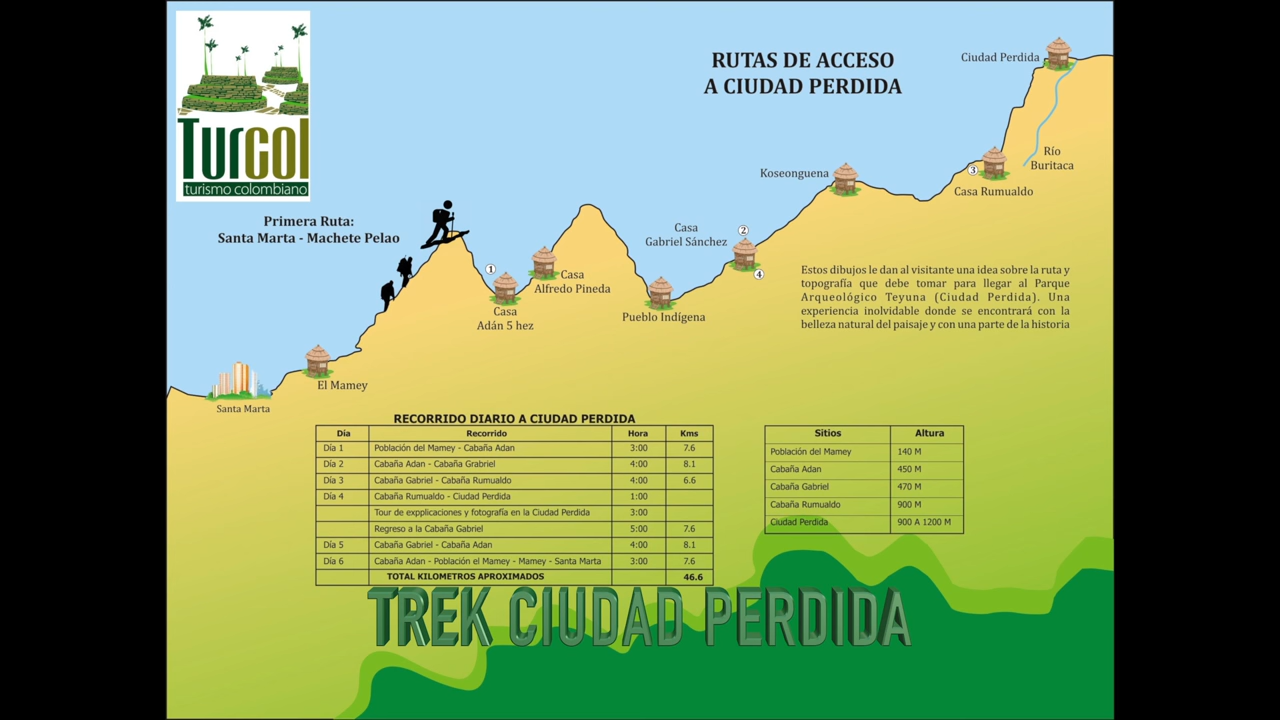 Turcol
turismo colombiano
RUTAS DE ACCESO
A CIUDAD PERDIDA
Ciudad Perdida
Río
Buritaca
3
Casa Rumualdo
Koseonguena
Primera Ruta:
Santa Marta - Machete Pelao
Casa
Gabriel Sánchez
2
4
1
Casa
Alfredo Pineda
Casa
Adán 5 hez
Pueblo Indígena
Estos dibujos le dan al visitante una idea sobre la ruta y
topografía que debe tomar para llegar al Parque
Arqueológico Teyuna (Ciudad Perdida). Una
experiencia inolvidable donde se encontrará con la
belleza natural del paisaje y con una parte de la historia
El Mamey
Santa Marta
RECORRIDO DIARIO A CIUDAD PERDIDA
Día Recorrido Hora Kms
Día 1 Población del Mamey - Cabaña Adan 3:00 7.6
Día 2 Cabaña Adan - Cabaña Grabriel 4:00 8.1
Día 3 Cabaña Gabriel - Cabaña Rumualdo 4:00 6.6
Día 4 Cabaña Rumualdo - Ciudad Perdida 1:00
Tour de expplicaciones y fotografía en la Ciudad Perdida 3:00
Regreso a la Cabaña Gabriel 5:00 7.6
Día 5 Cabaña Gabriel - Cabaña Adan 4:00 8.1
Día 6 Cabaña Adan - Población el Mamey - Mamey - Santa Marta 3:00 7.6
TOTAL KILOMETROS APROXIMADOS 46.6
Sitios Altura
Población del Mamey 140 M
Cabaña Adan 450 M
Cabaña Gabriel 470 M
Cabaña Rumualdo 900 M
Ciudad Perdida 900 A 1200 M
TREK CIUDAD PERDIDA